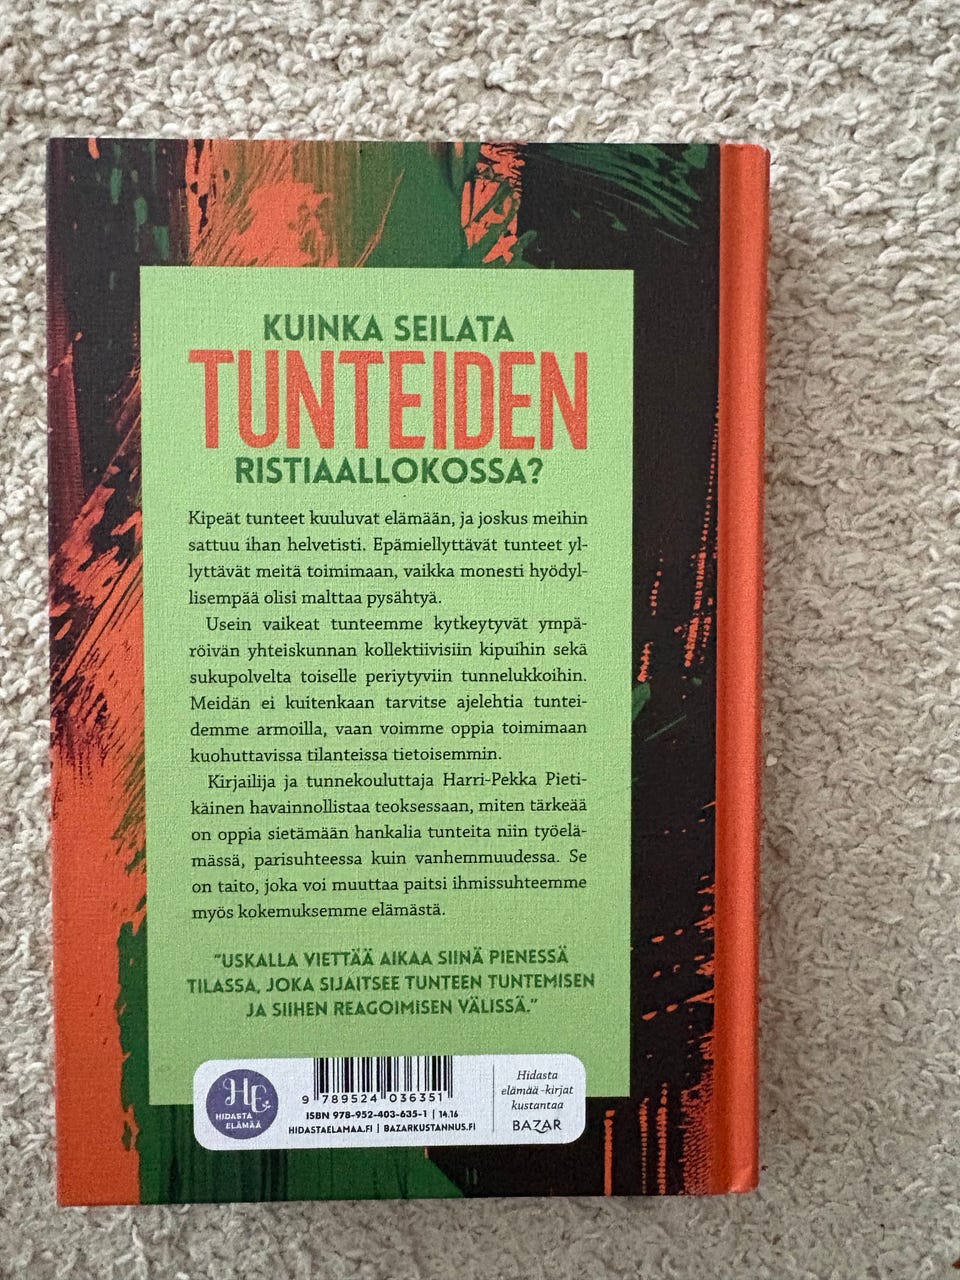 KUINKA SEILATA
TUNTEIDEN
RISTIAALLOKOSSA?
Kipeät tunteet kuuluvat elämään, ja joskus meihin
sattuu ihan helvetisti. Epämiellyttävät tunteet yl-
lyttävät meitä toimimaan, vaikka monesti hyödyl-
lisempää olisi malttaa pysähtyä.
Usein vaikeat tunteemme kytkeytyvät ympä-
röivän yhteiskunnan kollektiivisiin kipuihin sekä
sukupolvelta toiselle periytyviin tunnelukkoihin.
Meidän ei kuitenkaan tarvitse ajelehtia tuntei-
demme armoilla, vaan voimme oppia toimimaan
kuohuttavissa tilanteissa tietoisemmin.
Kirjailija ja tunnekouluttaja Harri-Pekka Pieti-
käinen havainnollistaa teoksessaan, miten tärkeää
on oppia sietämään hankalia tunteita niin työelä-
mässä, parisuhteessa kuin vanhemmuudessa. Se
on taito, joka voi muuttaa paitsi ihmissuhteemme
myös kokemuksemme elämästä.
"USKALLA VIETTÄÄ AIKAA SIINÄ PIENESSÄ
TILASSA, JOKA SIJAITSEE TUNTEEN TUNTEMISEN
JA SIIHEN REAGOIMISEN VÄLISSÄ."
HE
HIDASTA
ELÄMÄÄ
9 789524 036351
ISBN 978-952-403-635-1 | 14.16
HIDASTAELAMAA.FI | BAZARKUSTANNUS.FI
Hidasta
elämää -kirjat
kustantaa
BAZAR